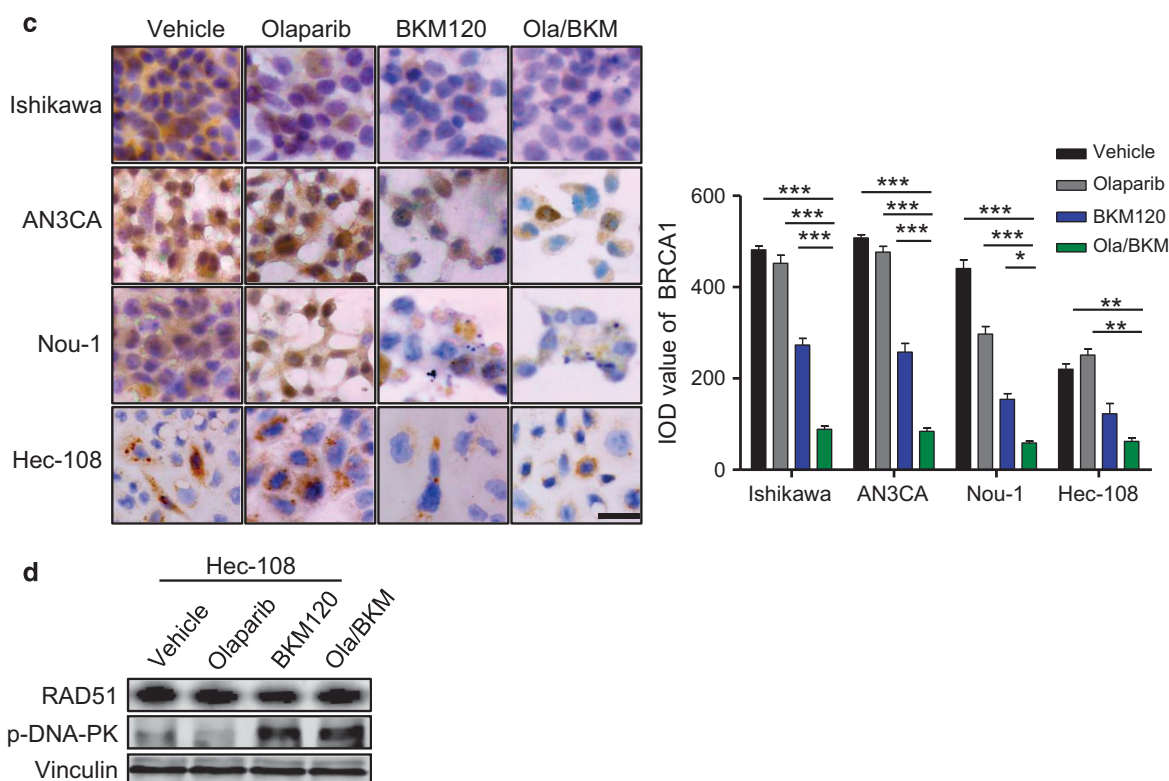 c
Vehicle Olaparib BKM120 Ola/BKM
Ishikawa
AN3CA
Nou-1
Hec-108
Vehicle
Olaparib
BKM120
Ola/BKM
IOD value of BRCA1
600
400
200
0
*** *** ***
*** *** ***
*** *** *
** **
Ishikawa AN3CA Nou-1 Hec-108
d
Hec-108
Vehicle Olaparib BKM120 Ola/BKM
RAD51
p-DNA-PK
Vinculin